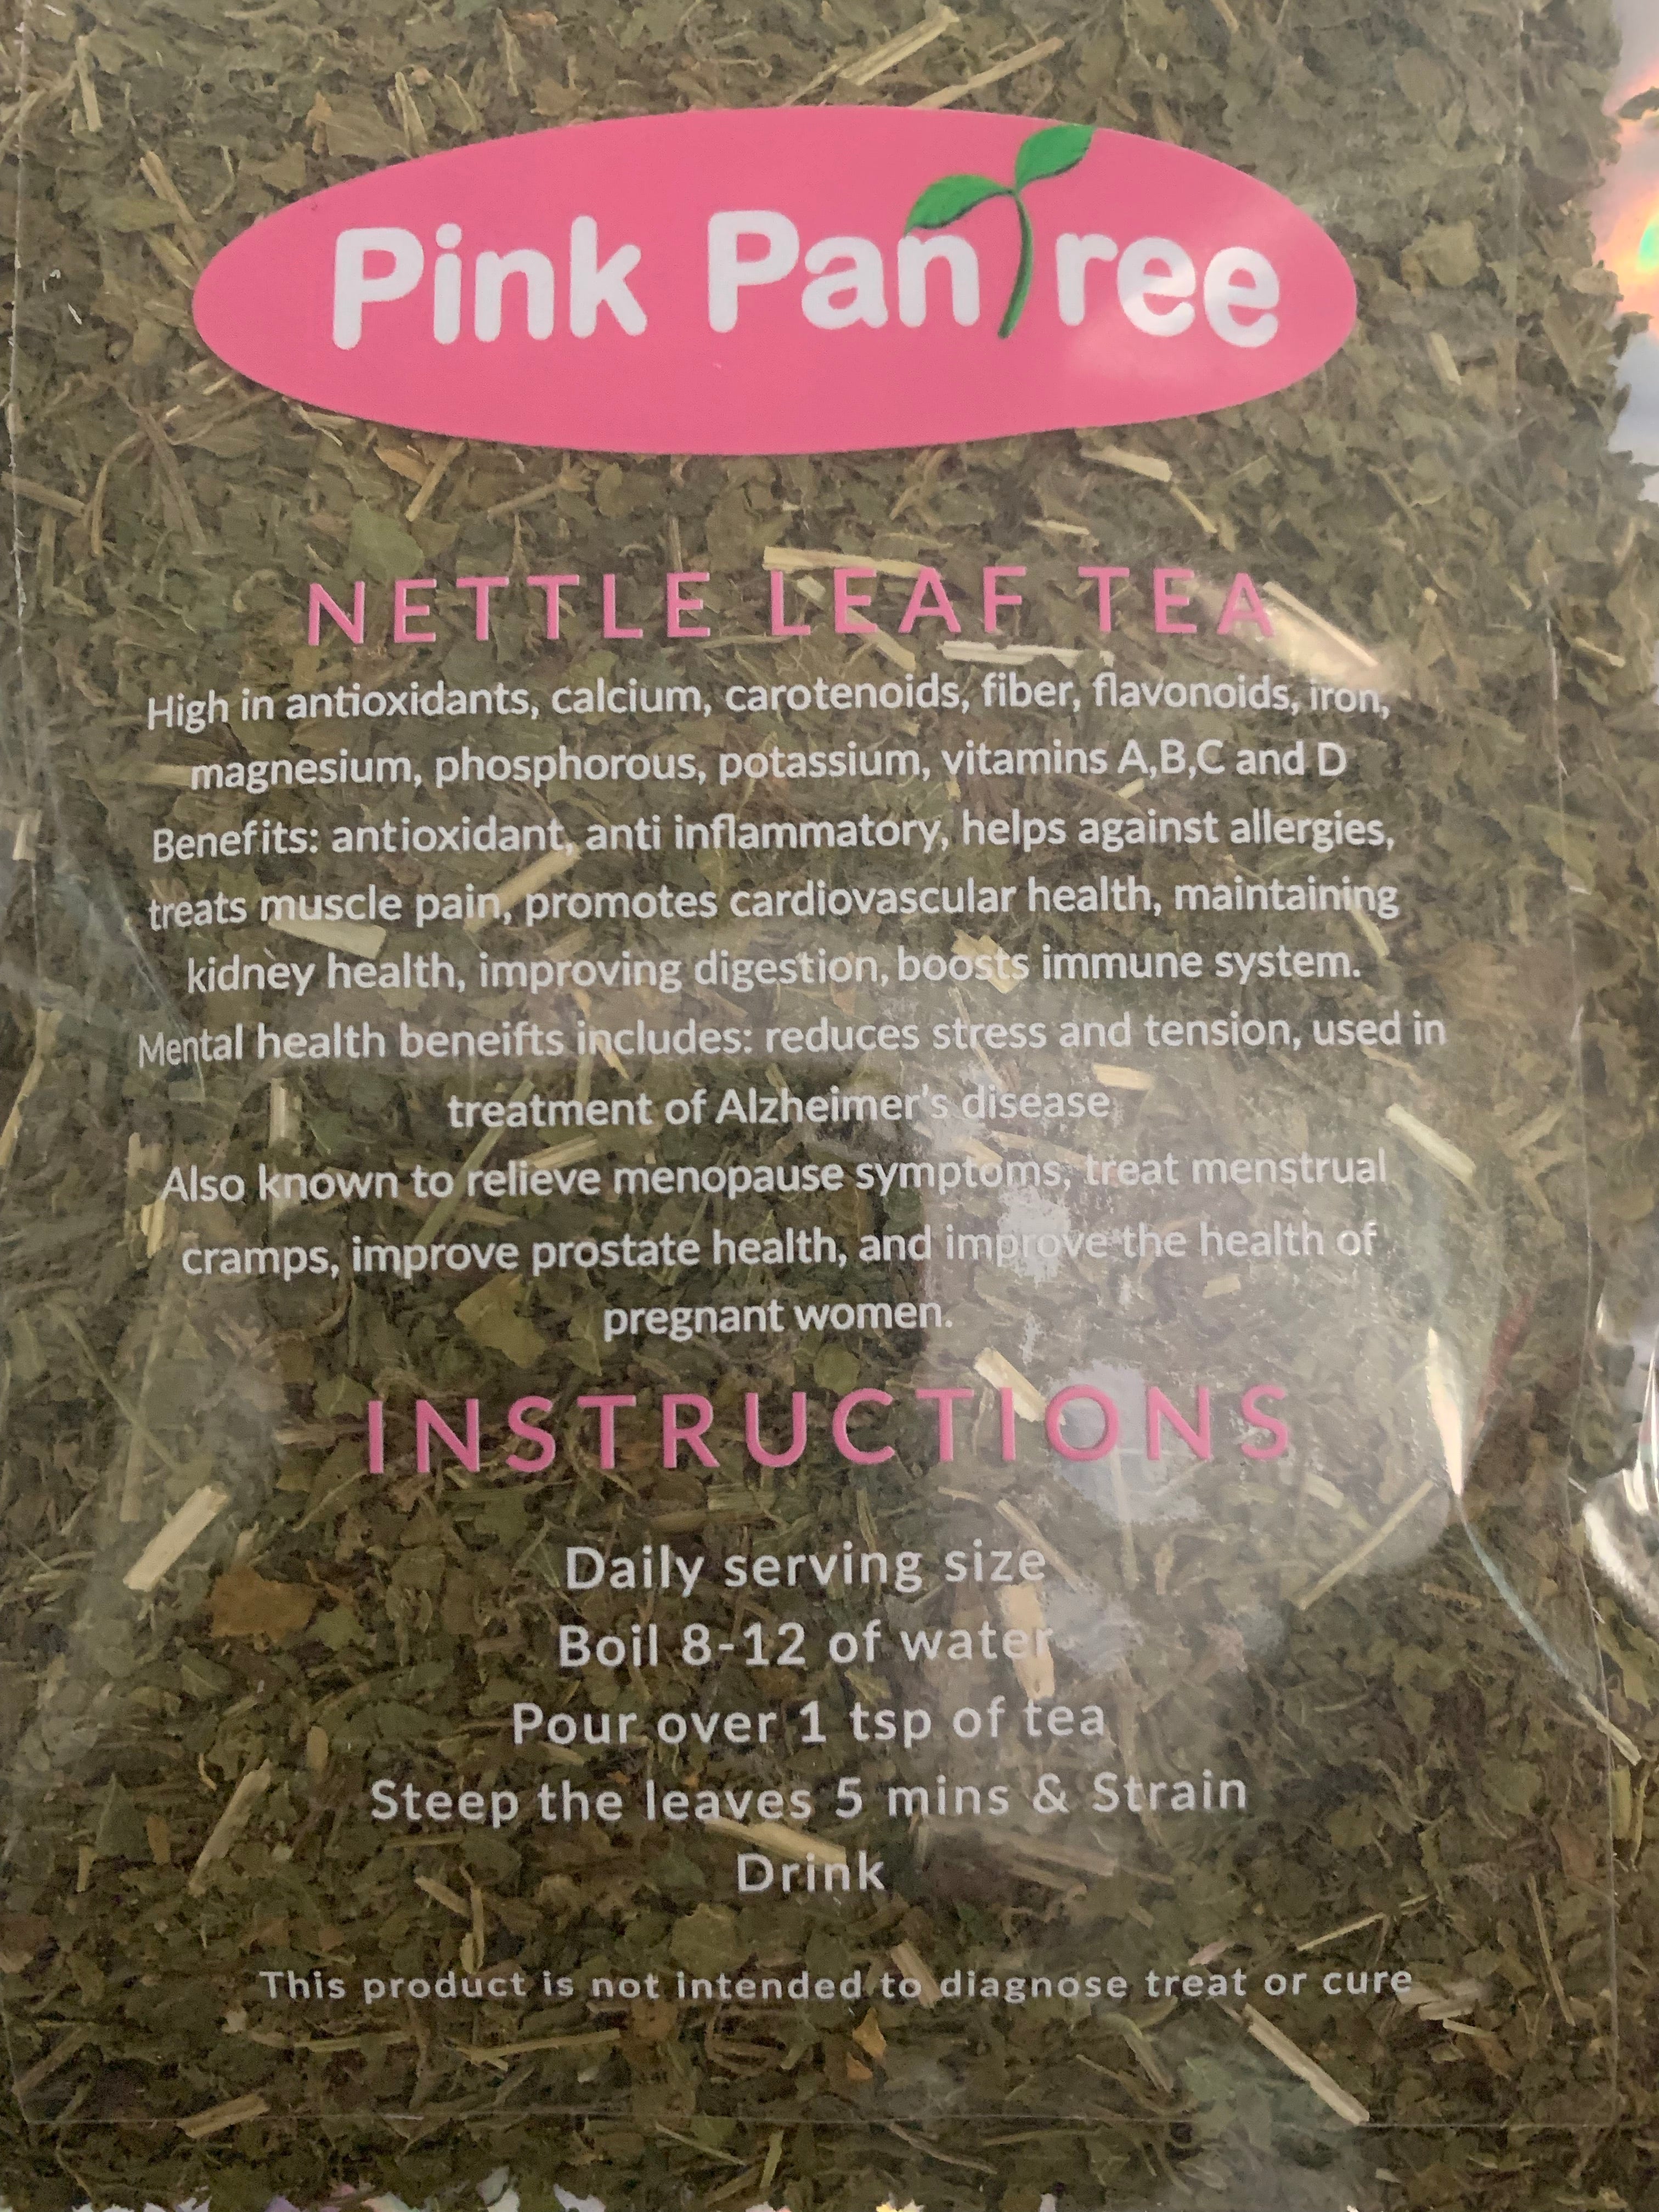 Pink PanTree
NETTLE LEAF TEA
High in antioxidants, calcium, carotenoids, fiber, flavonoids, iron,
magnesium, phosphorous, potassium, vitamins A,B,C and D
Benefits: antioxidant, anti inflammatory, helps against allergies,
treats muscle pain, promotes cardiovascular health, maintaining
kidney health, improving digestion, boosts immune system.
Mental health beneifts includes: reduces stress and tension, used in
treatment of Alzheimer's disease
Also known to relieve menopause symptoms, treat menstrual
cramps, improve prostate health, and improve the health of
pregnant women.
INSTRUCTIONS
Daily serving size
Boil 8-12 of water
Pour over 1 tsp of tea
Steep the leaves 5 mins & Strain
Drink
This product is not intended to diagnose treat or cure